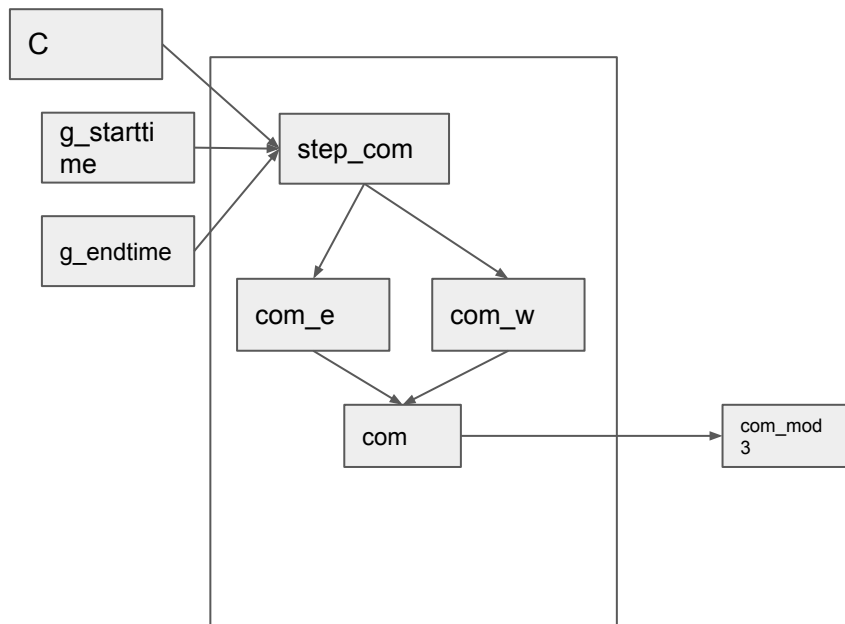 C
g_startti
me
step_com
g_endtime
com_e
com_w
com
com_mod
3